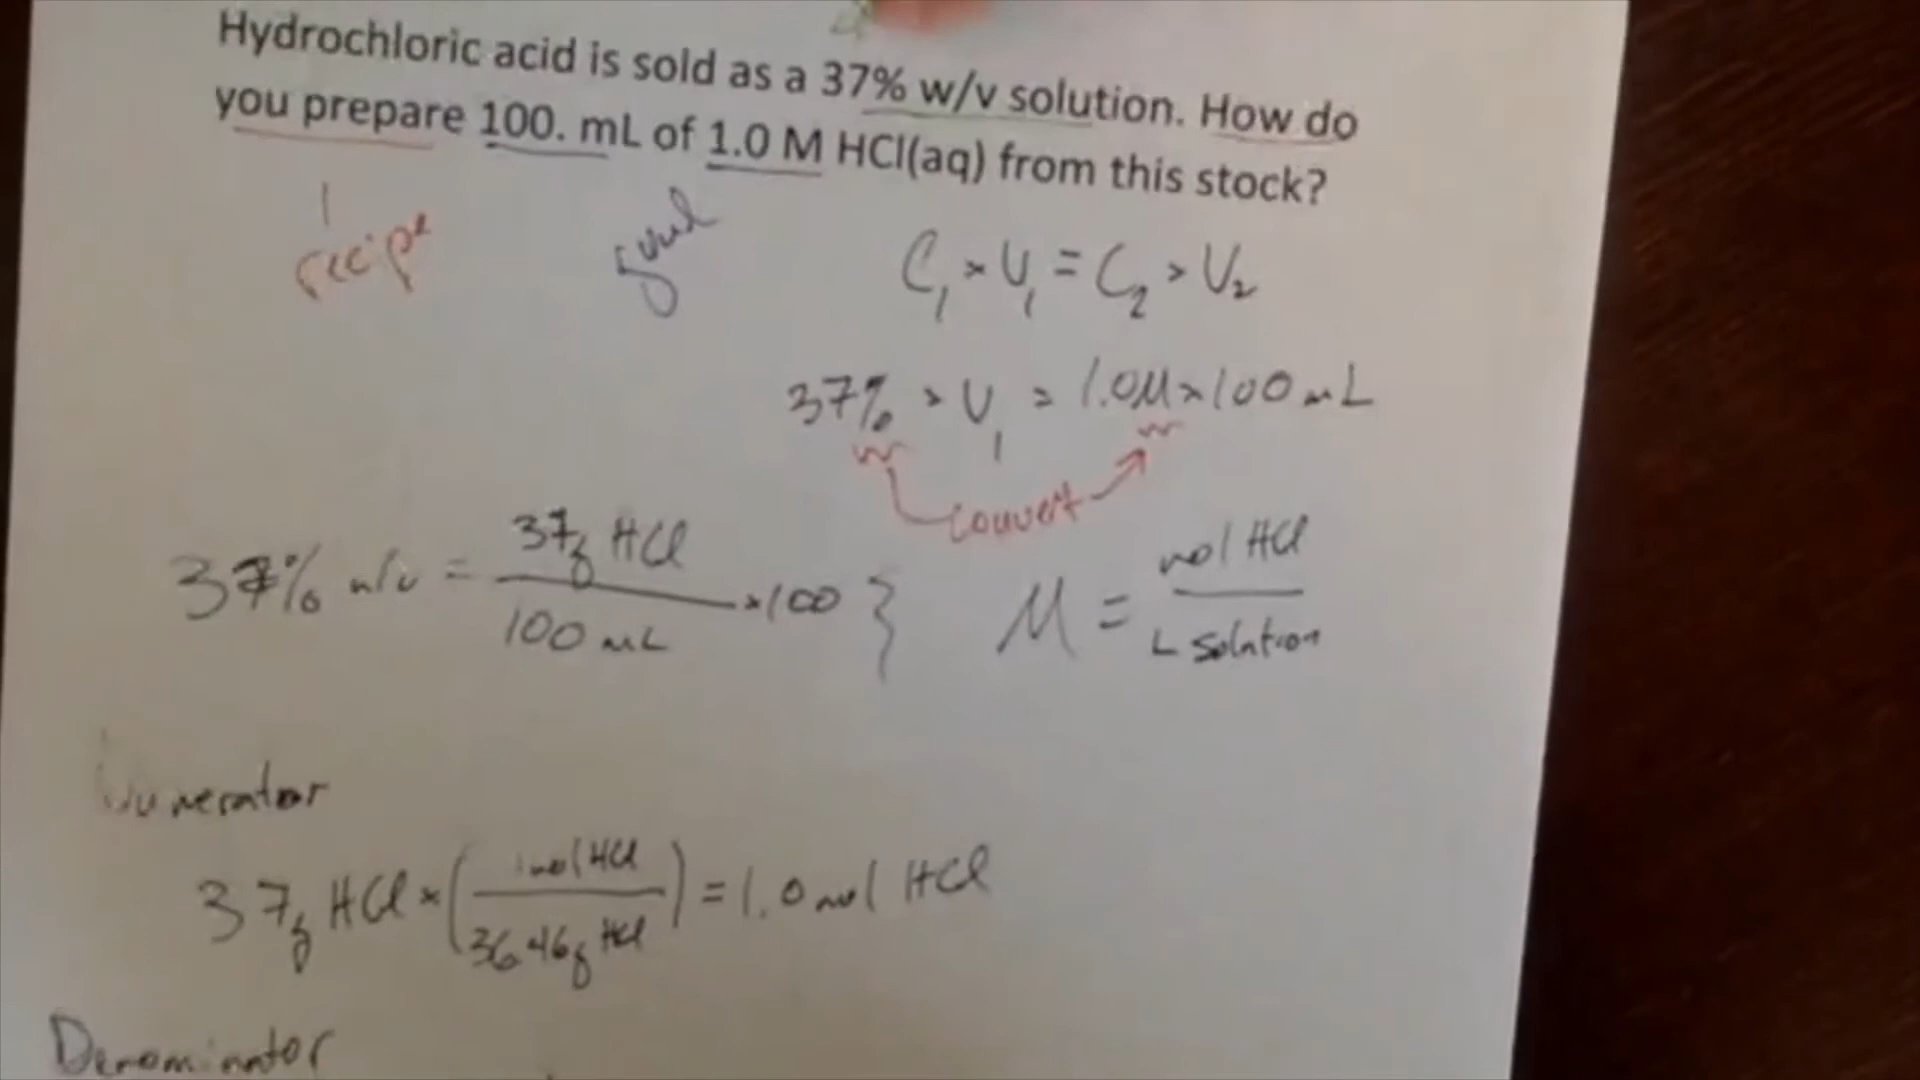 Hydrochloric acid is sold as a 37% w/v solution. How do
you prepare 100. mL of 1.0 M HCl(aq) from this stock?
recipe
C₁ × V₁ = C₂ × V₂
37% × V₁ = 1.0M × 100 mL
convert
37% w/v = 37g HCl / 100 mL × 100 } M = mol HCl / L solution
Numerator
37g HCl × (1 mol HCl / 36.46g HCl) = 1.0 mol HCl
Denominator